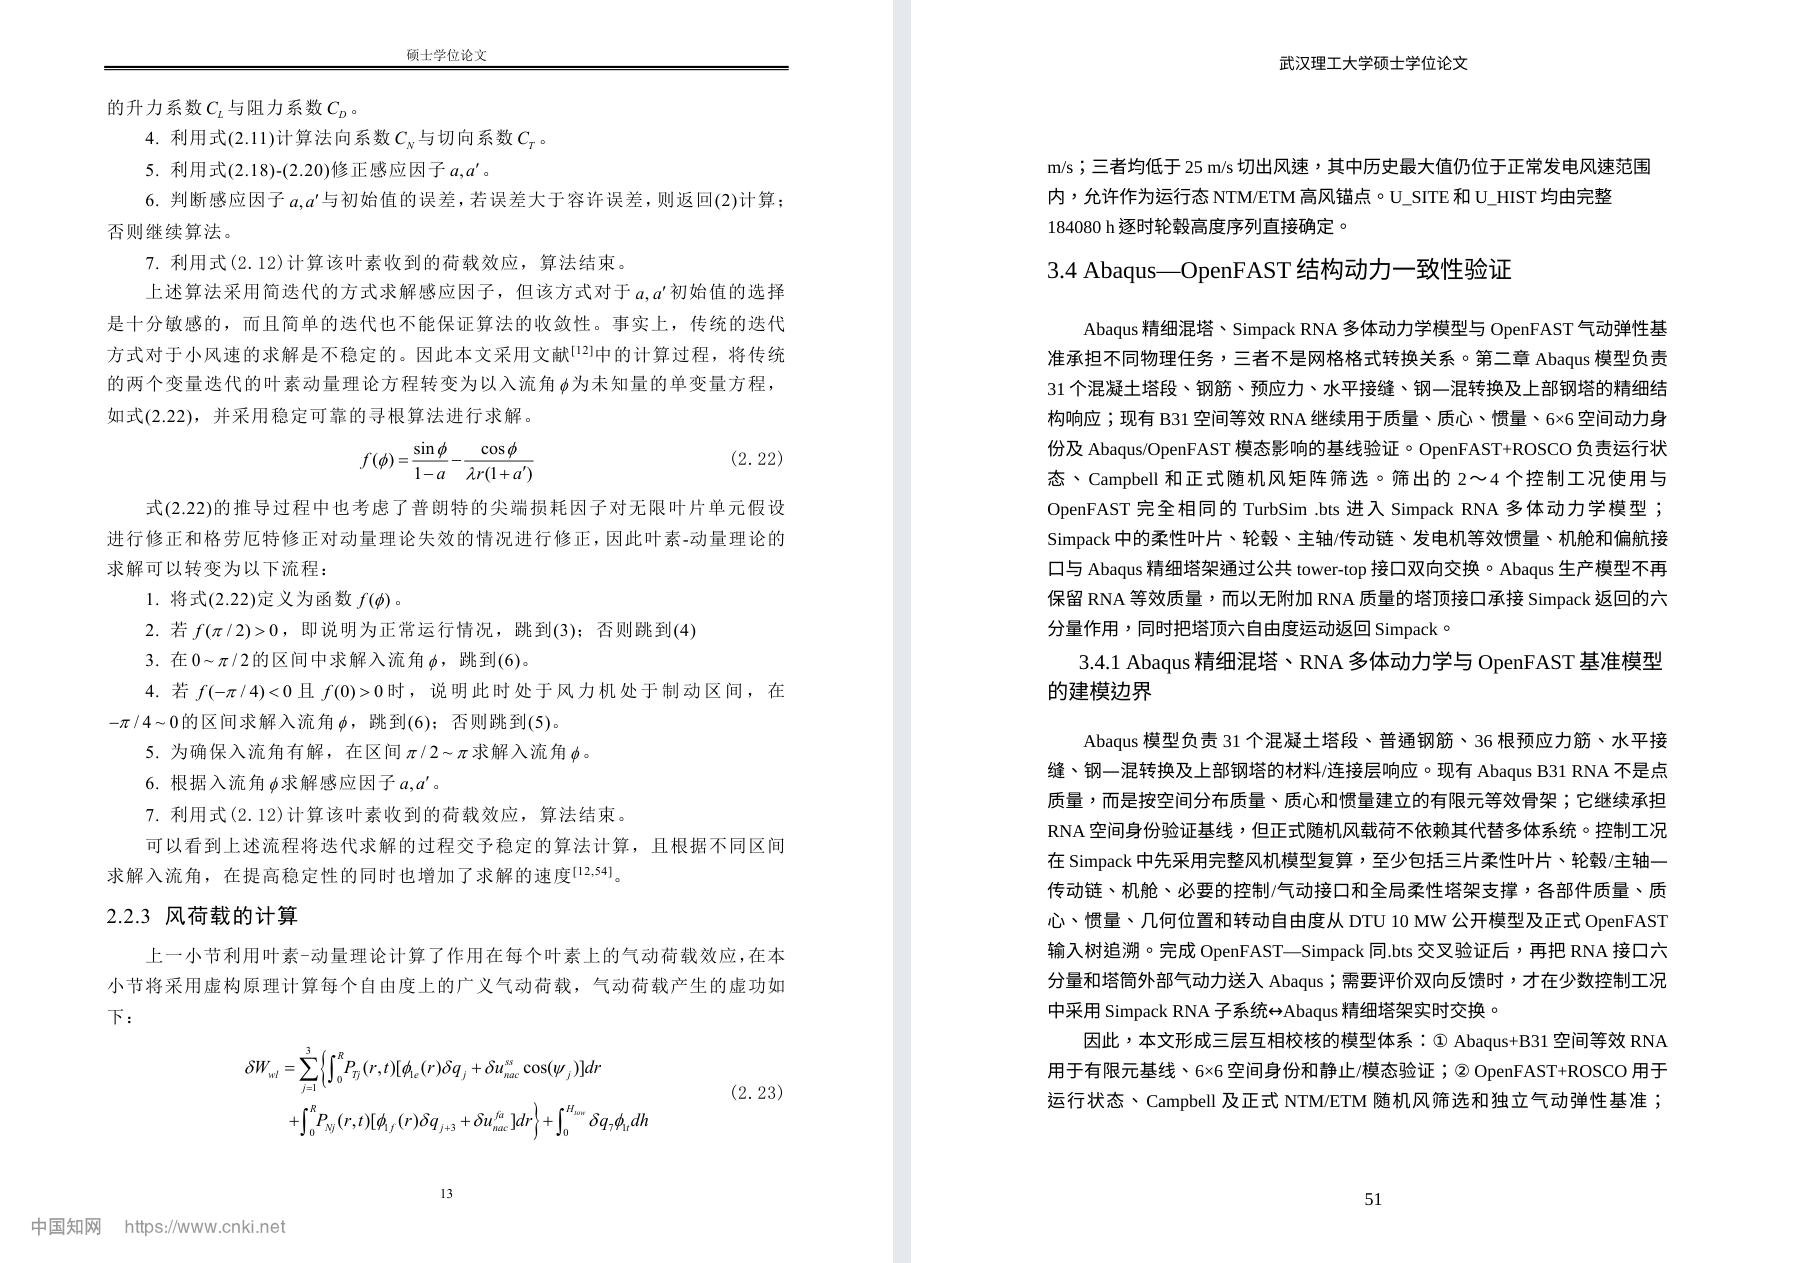 硕士学位论文
的升力系数 C_L 与阻力系数 C_D 。
4. 利用式(2.11)计算法向系数 C_N 与切向系数 C_T 。
5. 利用式(2.18)-(2.20)修正感应因子 a,a′ 。
6. 判断感应因子 a,a′ 与初始值的误差,若误差大于容许误差,则返回(2)计算;
否则继续算法。
7. 利用式(2.12)计算该叶素收到的荷载效应，算法结束。
上述算法采用简迭代的方式求解感应因子，但该方式对于 a,a′ 初始值的选择
是十分敏感的，而且简单的迭代也不能保证算法的收敛性。事实上，传统的迭代
方式对于小风速的求解是不稳定的。因此本文采用文献[12]中的计算过程，将传统
的两个变量迭代的叶素动量理论方程转变为以入流角 ϕ 为未知量的单变量方程，
如式(2.22)，并采用稳定可靠的寻根算法进行求解。
f(ϕ) = sinϕ/(1−a) − cosϕ/(λr(1+a′)) (2.22)
式(2.22)的推导过程中也考虑了普朗特的尖端损耗因子对无限叶片单元假设
进行修正和格劳厄特修正对动量理论失效的情况进行修正,因此叶素-动量理论的
求解可以转变为以下流程：
1. 将式(2.22)定义为函数 f(ϕ) 。
2. 若 f(π/2)>0，即说明为正常运行情况，跳到(3)；否则跳到(4)
3. 在 0~π/2 的区间中求解入流角 ϕ，跳到(6)。
4. 若 f(−π/4)<0 且 f(0)>0 时，说明此时处于风力机处于制动区间，在
−π/4~0 的区间求解入流角 ϕ，跳到(6)；否则跳到(5)。
5. 为确保入流角有解，在区间 π/2~π 求解入流角 ϕ。
6. 根据入流角 ϕ 求解感应因子 a,a′ 。
7. 利用式(2.12)计算该叶素收到的荷载效应，算法结束。
可以看到上述流程将迭代求解的过程交予稳定的算法计算，且根据不同区间
求解入流角，在提高稳定性的同时也增加了求解的速度[12,54]。
2.2.3 风荷载的计算
上一小节利用叶素-动量理论计算了作用在每个叶素上的气动荷载效应,在本
小节将采用虚构原理计算每个自由度上的广义气动荷载，气动荷载产生的虚功如
下：
δW_wl = ∑_{j=1}^{3} { ∫_0^R P_Tj(r,t)[ϕ_1e(r)δq_j + δu_nac^ss cos(ψ_j)]dr
+ ∫_0^R P_Nj(r,t)[ϕ_1f(r)δq_{j+3} + δu_nac^fa]dr } + ∫_0^{H_tow} δq_7ϕ_1t dh (2.23)
13
中国知网 https://www.cnki.net
武汉理工大学硕士学位论文
m/s；三者均低于 25 m/s 切出风速，其中历史最大值仍位于正常发电风速范围
内，允许作为运行态 NTM/ETM 高风锚点。U_SITE 和 U_HIST 均由完整
184080 h 逐时轮毂高度序列直接确定。
3.4 Abaqus—OpenFAST 结构动力一致性验证
Abaqus 精细混塔、Simpack RNA 多体动力学模型与 OpenFAST 气动弹性基
准承担不同物理任务，三者不是网格格式转换关系。第二章 Abaqus 模型负责
31 个混凝土塔段、钢筋、预应力、水平接缝、钢—混转换及上部钢塔的精细结
构响应；现有 B31 空间等效 RNA 继续用于质量、质心、惯量、6×6 空间动力身
份及 Abaqus/OpenFAST 模态影响的基线验证。OpenFAST+ROSCO 负责运行状
态、Campbell 和正式随机风矩阵筛选。筛出的 2～4 个控制工况使用与
OpenFAST 完全相同的 TurbSim .bts 进入 Simpack RNA 多体动力学模型；
Simpack 中的柔性叶片、轮毂、主轴/传动链、发电机等效惯量、机舱和偏航接
口与 Abaqus 精细塔架通过公共 tower-top 接口双向交换。Abaqus 生产模型不再
保留 RNA 等效质量，而以无附加 RNA 质量的塔顶接口承接 Simpack 返回的六
分量作用，同时把塔顶六自由度运动返回 Simpack。
3.4.1 Abaqus 精细混塔、RNA 多体动力学与 OpenFAST 基准模型
的建模边界
Abaqus 模型负责 31 个混凝土塔段、普通钢筋、36 根预应力筋、水平接
缝、钢—混转换及上部钢塔的材料/连接层响应。现有 Abaqus B31 RNA 不是点
质量，而是按空间分布质量、质心和惯量建立的有限元等效骨架；它继续承担
RNA 空间身份验证基线，但正式随机风载荷不依赖其代替多体系统。控制工况
在 Simpack 中先采用完整风机模型复算，至少包括三片柔性叶片、轮毂/主轴—
传动链、机舱、必要的控制/气动接口和全局柔性塔架支撑，各部件质量、质
心、惯量、几何位置和转动自由度从 DTU 10 MW 公开模型及正式 OpenFAST
输入树追溯。完成 OpenFAST—Simpack 同.bts 交叉验证后，再把 RNA 接口六
分量和塔筒外部气动力送入 Abaqus；需要评价双向反馈时，才在少数控制工况
中采用 Simpack RNA 子系统↔Abaqus 精细塔架实时交换。
因此，本文形成三层互相校核的模型体系：① Abaqus+B31 空间等效 RNA
用于有限元基线、6×6 空间身份和静止/模态验证；② OpenFAST+ROSCO 用于
运行状态、Campbell 及正式 NTM/ETM 随机风筛选和独立气动弹性基准；
51